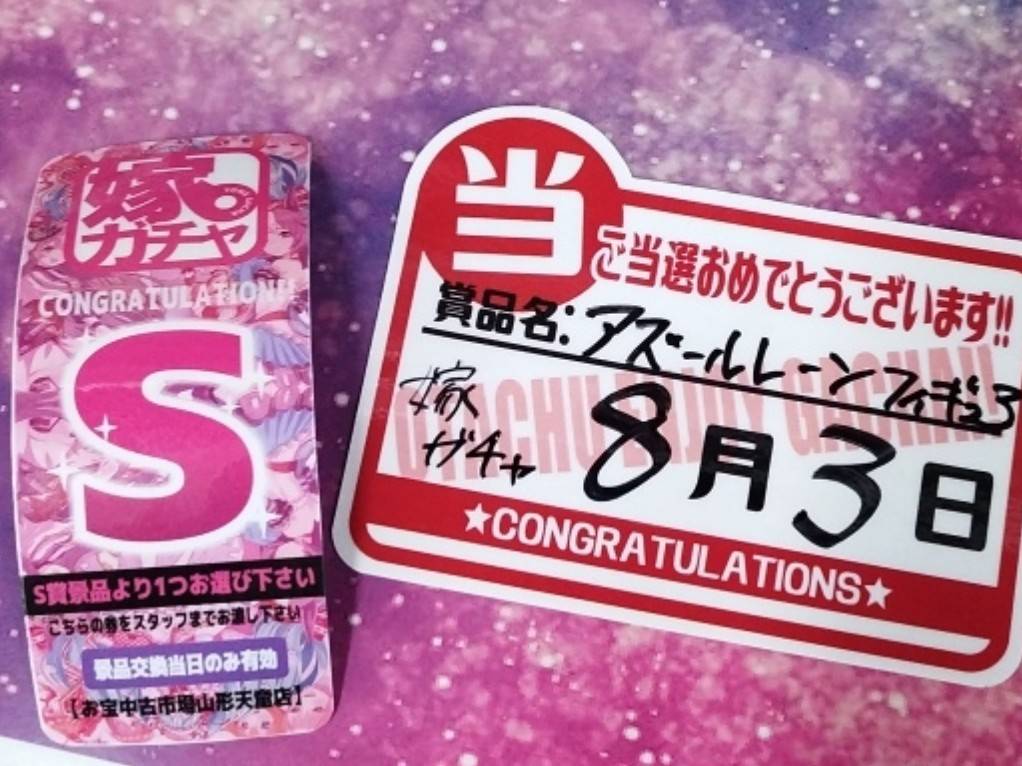 嫁。
ガチャ
CONGRATULATION!!
S
S賞景品より1つお選び下さい
こちらの券をスタッフまでお渡し下さい
景品交換当日のみ有効
【お宝中古市場山形天童店】
当
ご当選おめでとうございます!!
賞品名:アズールレーンフィギュア
嫁
ガチャ
8月3日
★CONGRATULATIONS★